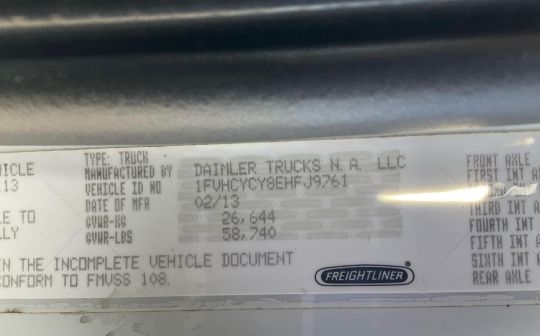 TYPE: TRUCK
MANUFACTURED BY DAIMLER TRUCKS N. A. LLC
VEHICLE ID NO 1FVHCYCY8EHFJ9761
DATE OF MFR 02/13
GVWR-KG 26,644
GVWR-LBS 58,740
IN THE INCOMPLETE VEHICLE DOCUMENT
CONFORM TO FMVSS 108.
FREIGHTLINER
HICLE
13
E TO
LLY
FRONT AXLE
FIRST INT A
THIRD INT A
FOURTH INT
FIFTH INT A
SIXTH INT A
REAR AXLE